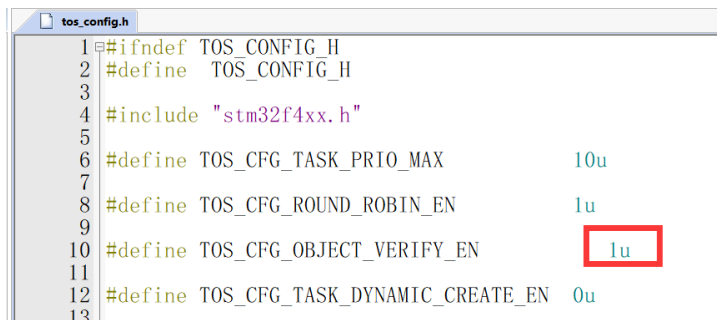 tos_config.h
1 #ifndef TOS_CONFIG_H
2 #define  TOS_CONFIG_H
3
4 #include "stm32f4xx.h"
5
6 #define TOS_CFG_TASK_PRIO_MAX 10u
7
8 #define TOS_CFG_ROUND_ROBIN_EN 1u
9
10 #define TOS_CFG_OBJECT_VERIFY_EN 1u
11
12 #define TOS_CFG_TASK_DYNAMIC_CREATE_EN 0u
13